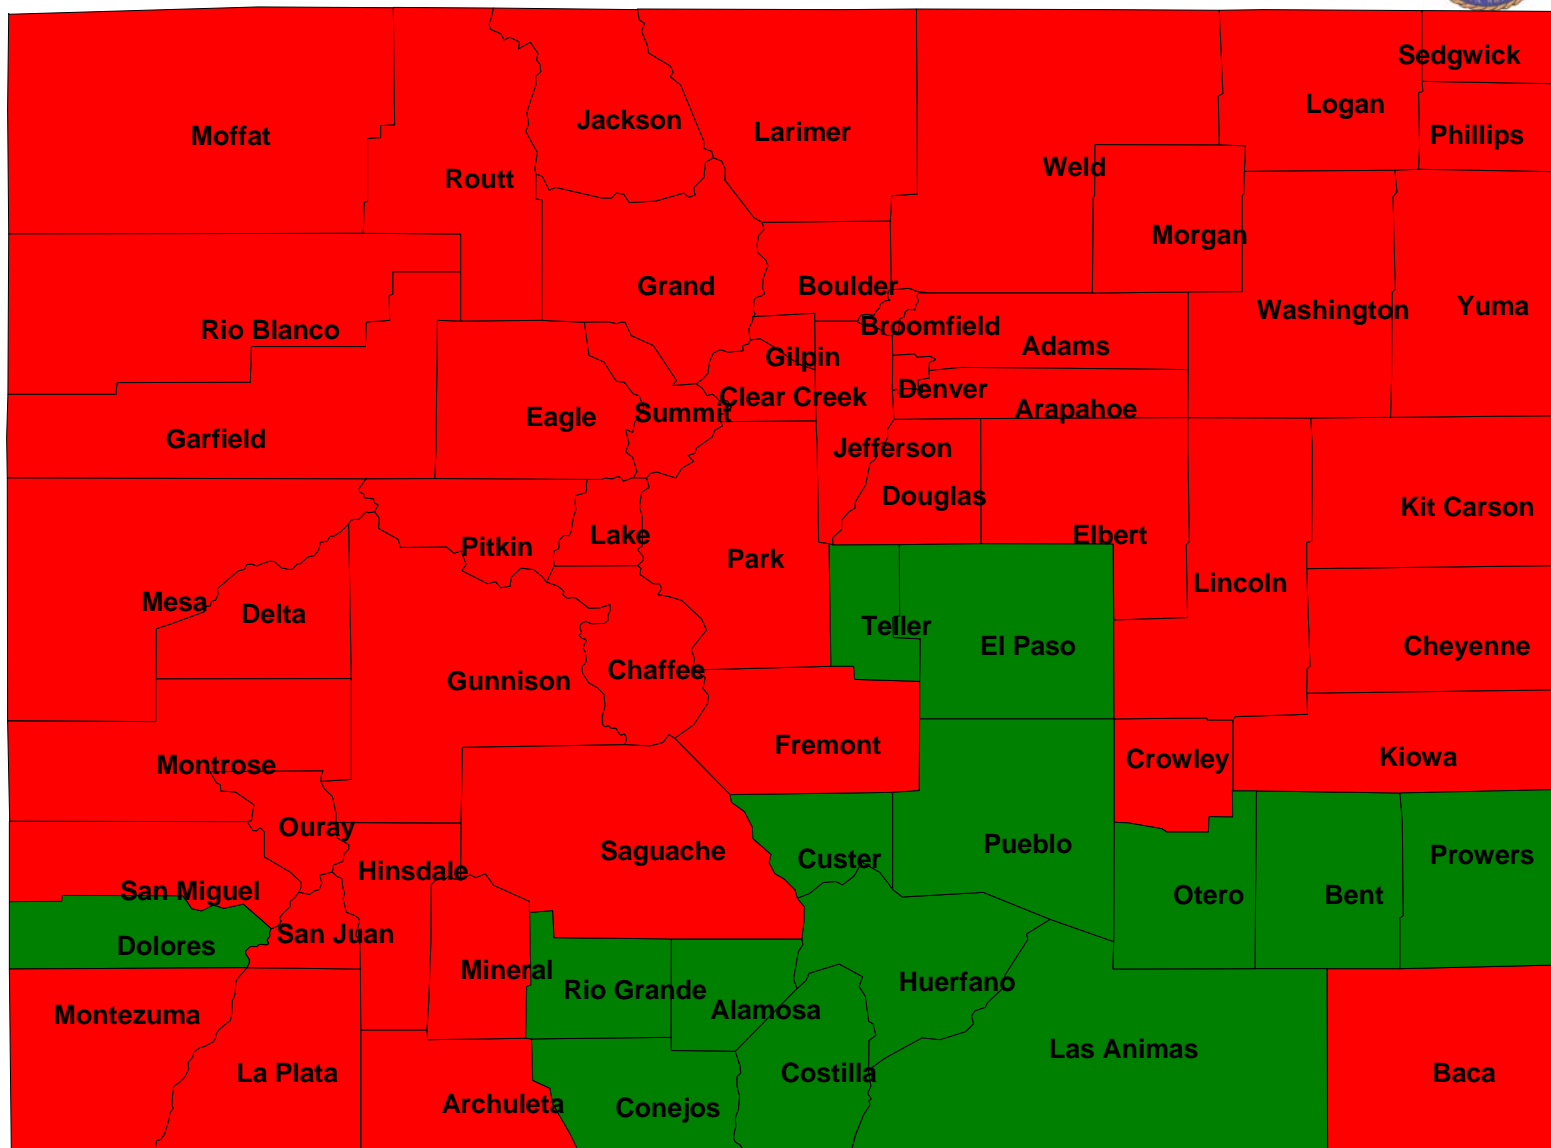 Sedgwick
Logan
Jackson
Larimer
Phillips
Moffat
Weld
Routt
Morgan
Grand
Boulder
Yuma
Washington
Broomfield
Rio Blanco
Adams
Gilpin
Denver
Clear Creek
Arapahoe
Summit
Eagle
Garfield
Jefferson
Douglas
Kit Carson
Lake
Elbert
Pitkin
Park
Lincoln
Mesa
Delta
Teller
El Paso
Cheyenne
Chaffee
Gunnison
Fremont
Kiowa
Crowley
Montrose
Ouray
Pueblo
Saguache
Prowers
Custer
Hinsdale
San Miguel
Otero
Bent
San Juan
Dolores
Mineral
Huerfano
Rio Grande
Alamosa
Montezuma
Las Animas
La Plata
Costilla
Baca
Archuleta
Conejos